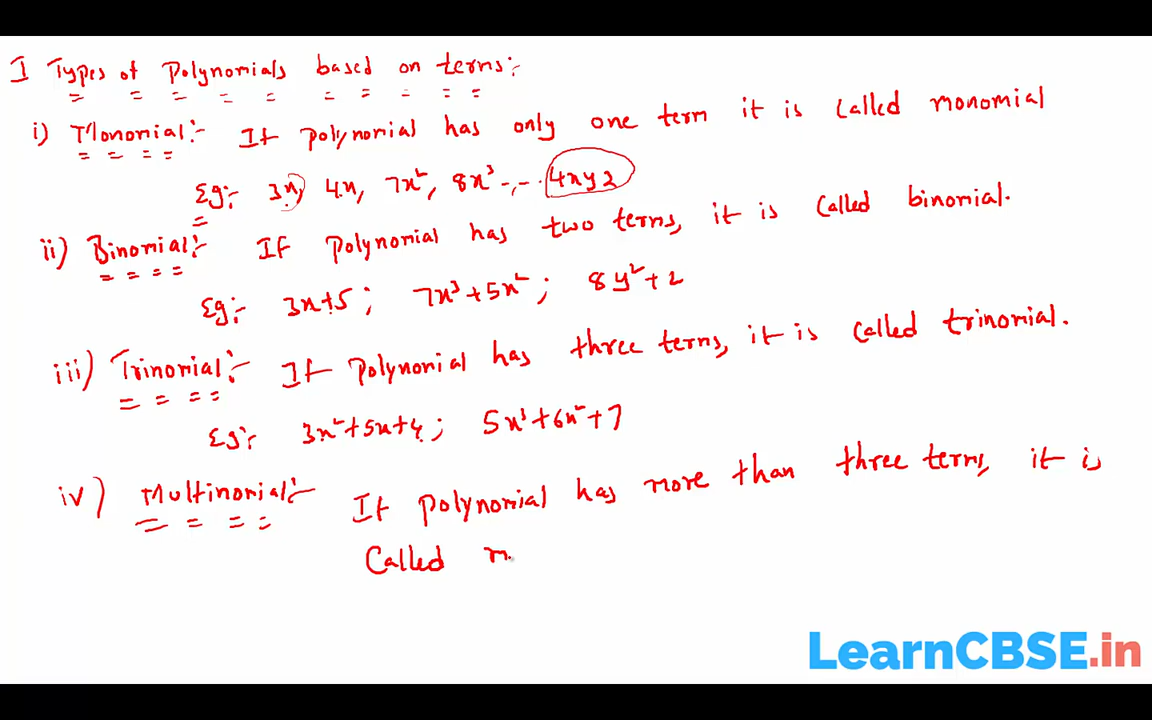 I Types of Polynomials based on terms:-
i) Monomial:- If polynomial has only one term it is called monomial
Eg:- 3x, 4x, 7x², 8x³ -,- - 4xyz
ii) Binomial:- If polynomial has two terms, it is called binomial.
Eg:- 3x+5 ; 7x³+5x² ; 8y²+2
iii) Trinomial:- If polynomial has three terms, it is called trinomial.
Eg:- 3x²+5x+4 ; 5x³+6x²+7
iv) Multinomial:- If polynomial has more than three terms, it is
Called m
LearnCBSE.in